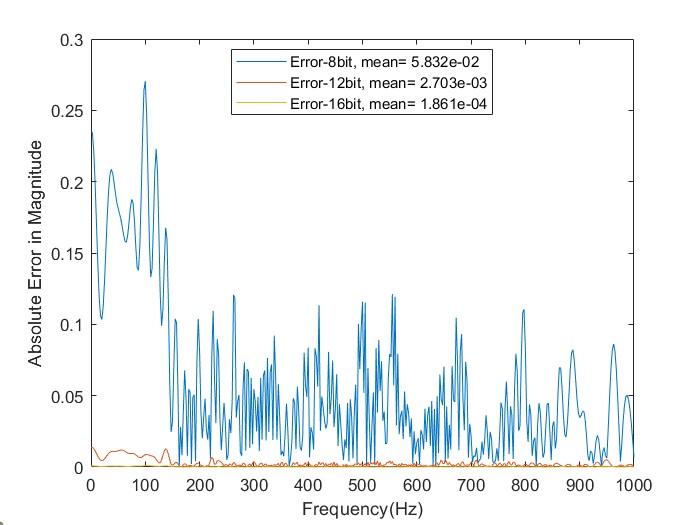 0.3
0.25
0.2
0.15
0.1
0.05
0
Absolute Error in Magnitude
Error-8bit, mean= 5.832e-02
Error-12bit, mean= 2.703e-03
Error-16bit, mean= 1.861e-04
0 100 200 300 400 500 600 700 800 900 1000
Frequency(Hz)